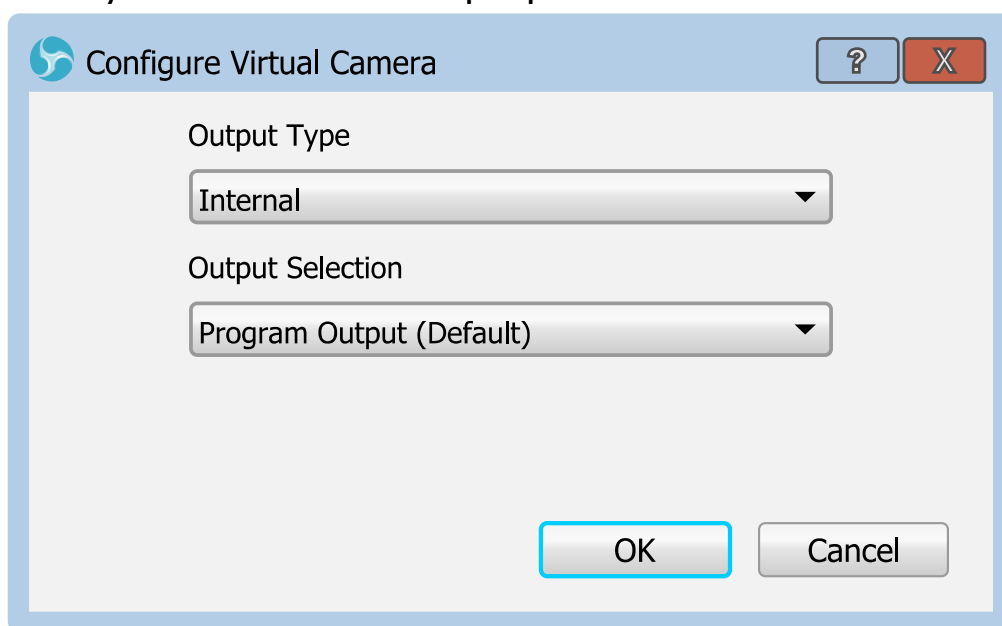 Configure Virtual Camera
? X
Output Type
Internal
Output Selection
Program Output (Default)
OK Cancel